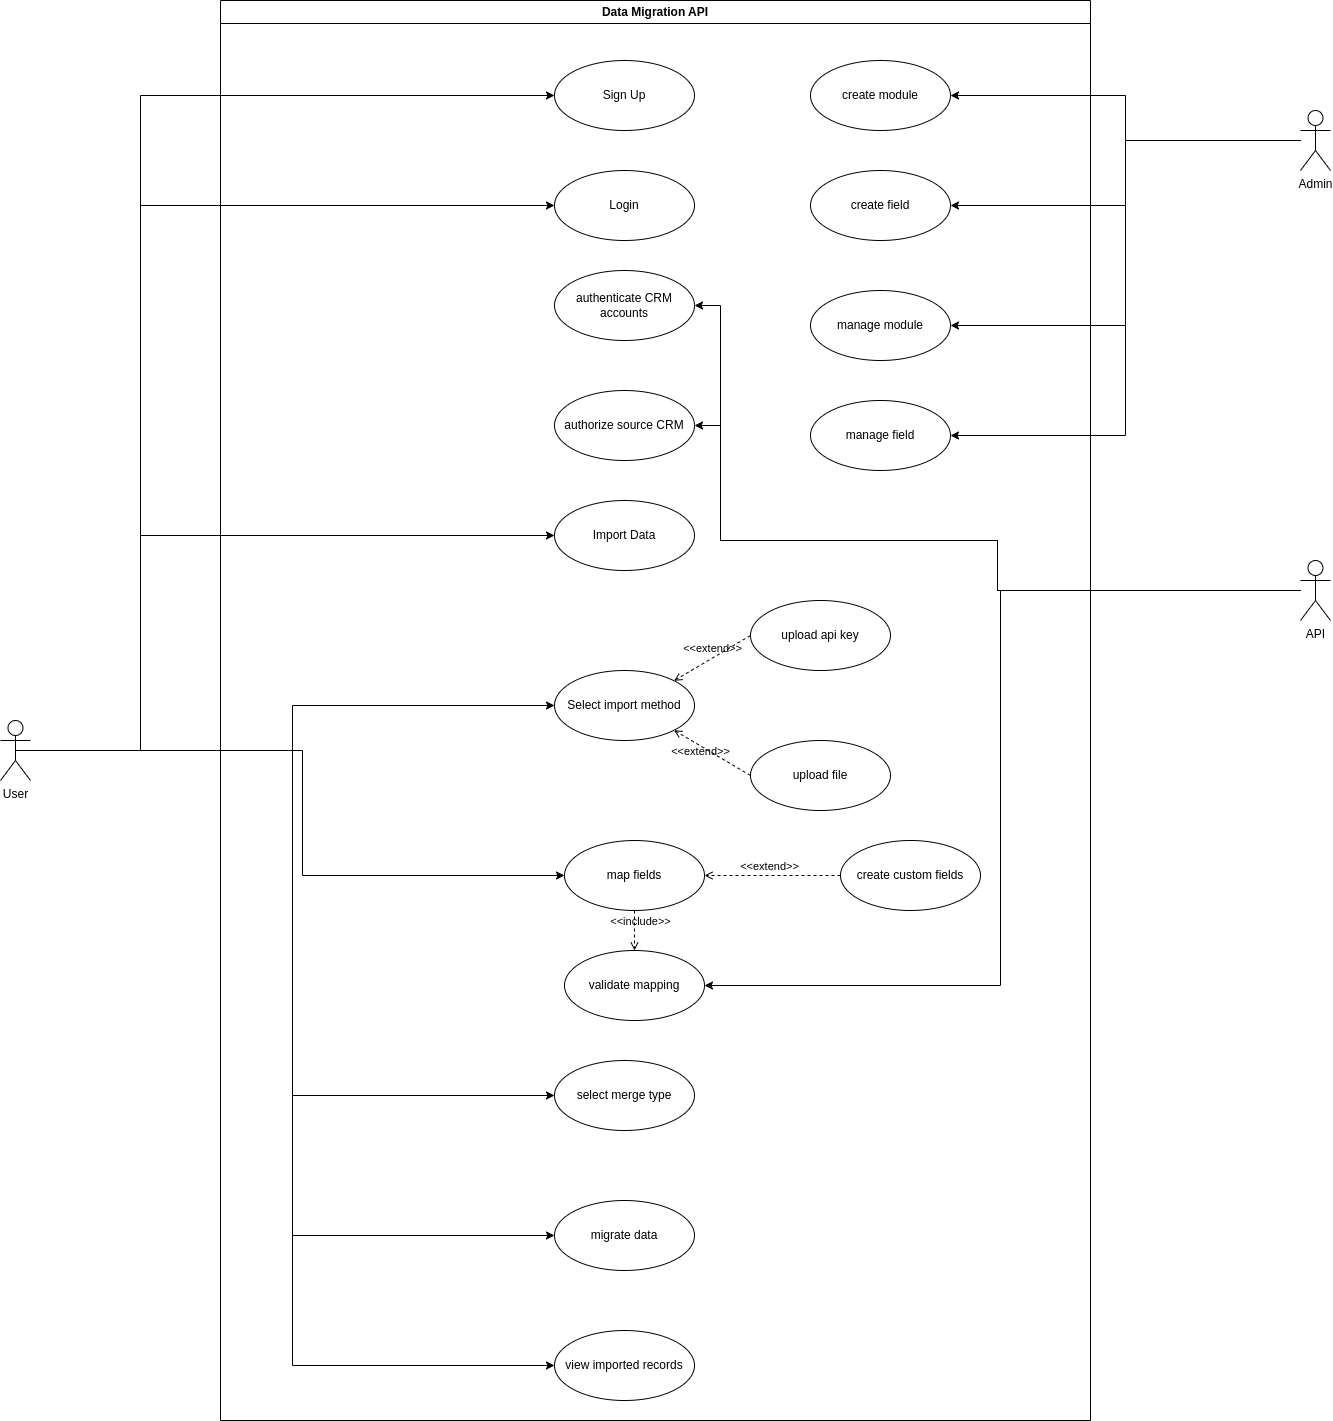 Data Migration API
Sign Up
create module
Admin
Login
create field
authenticate CRM
accounts
manage module
authorize source CRM
manage field
Import Data
API
upload api key
<<extend>>
Select import method
<<extend>>
upload file
User
<<extend>>
map fields
create custom fields
<<include>>
validate mapping
select merge type
migrate data
view imported records